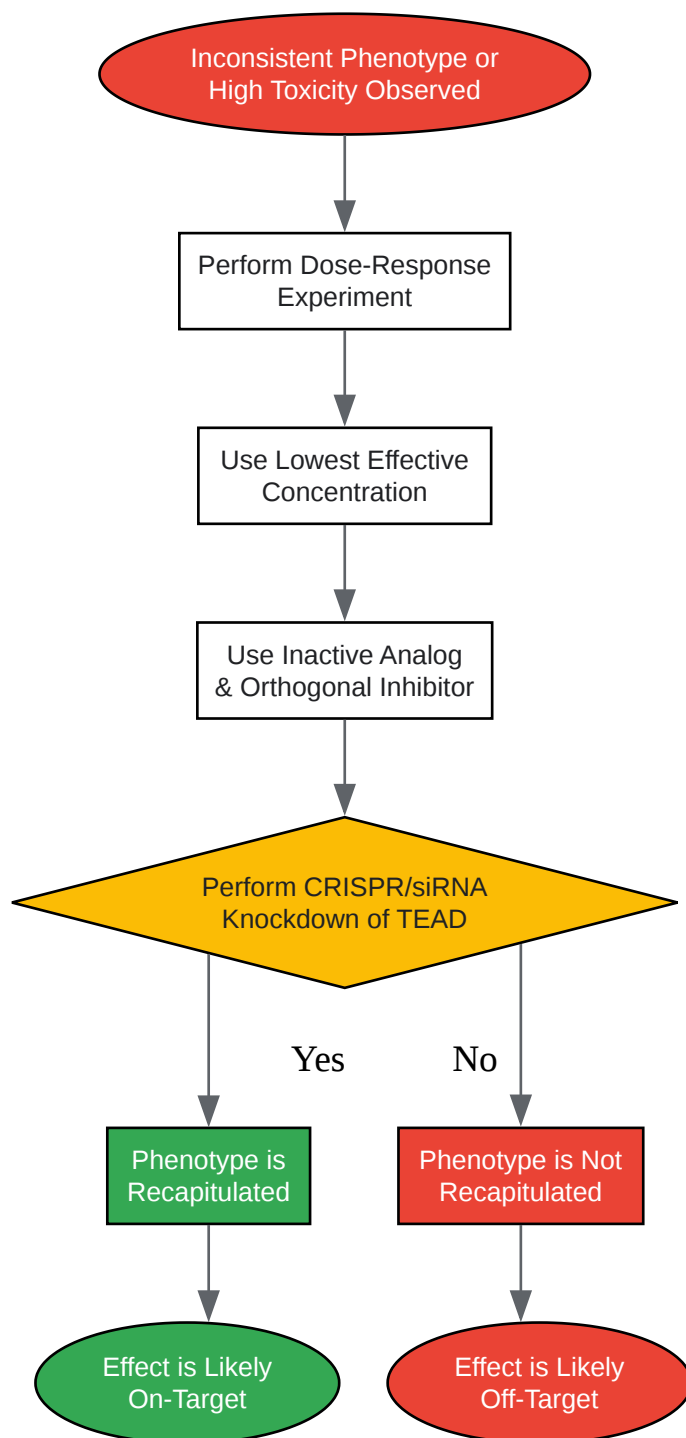 Inconsistent Phenotype or
High Toxicity Observed
Perform Dose-Response
Experiment
Use Lowest Effective
Concentration
Use Inactive Analog
& Orthogonal Inhibitor
Perform CRISPR/siRNA
Knockdown of TEAD
Yes
No
Phenotype is
Recapitulated
Phenotype is Not
Recapitulated
Effect is Likely
On-Target
Effect is Likely
Off-Target